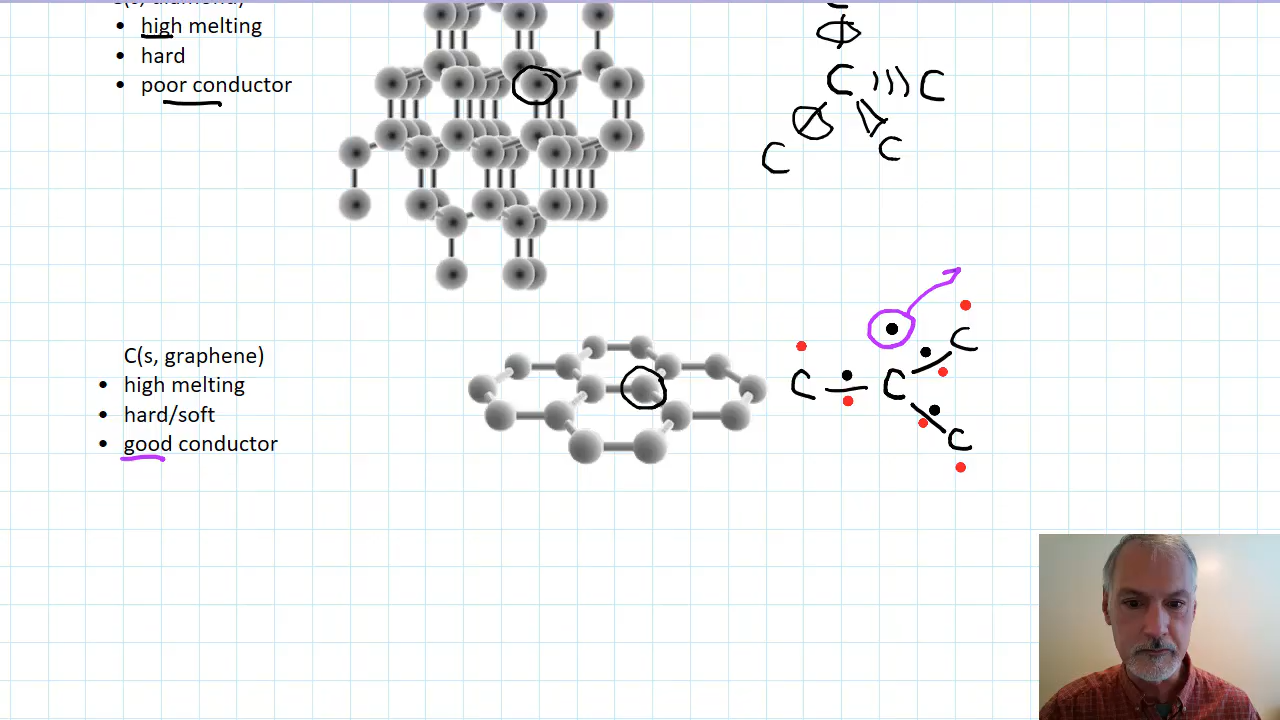 • high melting
• hard
• poor conductor
C
C
C
C
C(s, graphene)
• high melting
• hard/soft
• good conductor
C
C
C
C